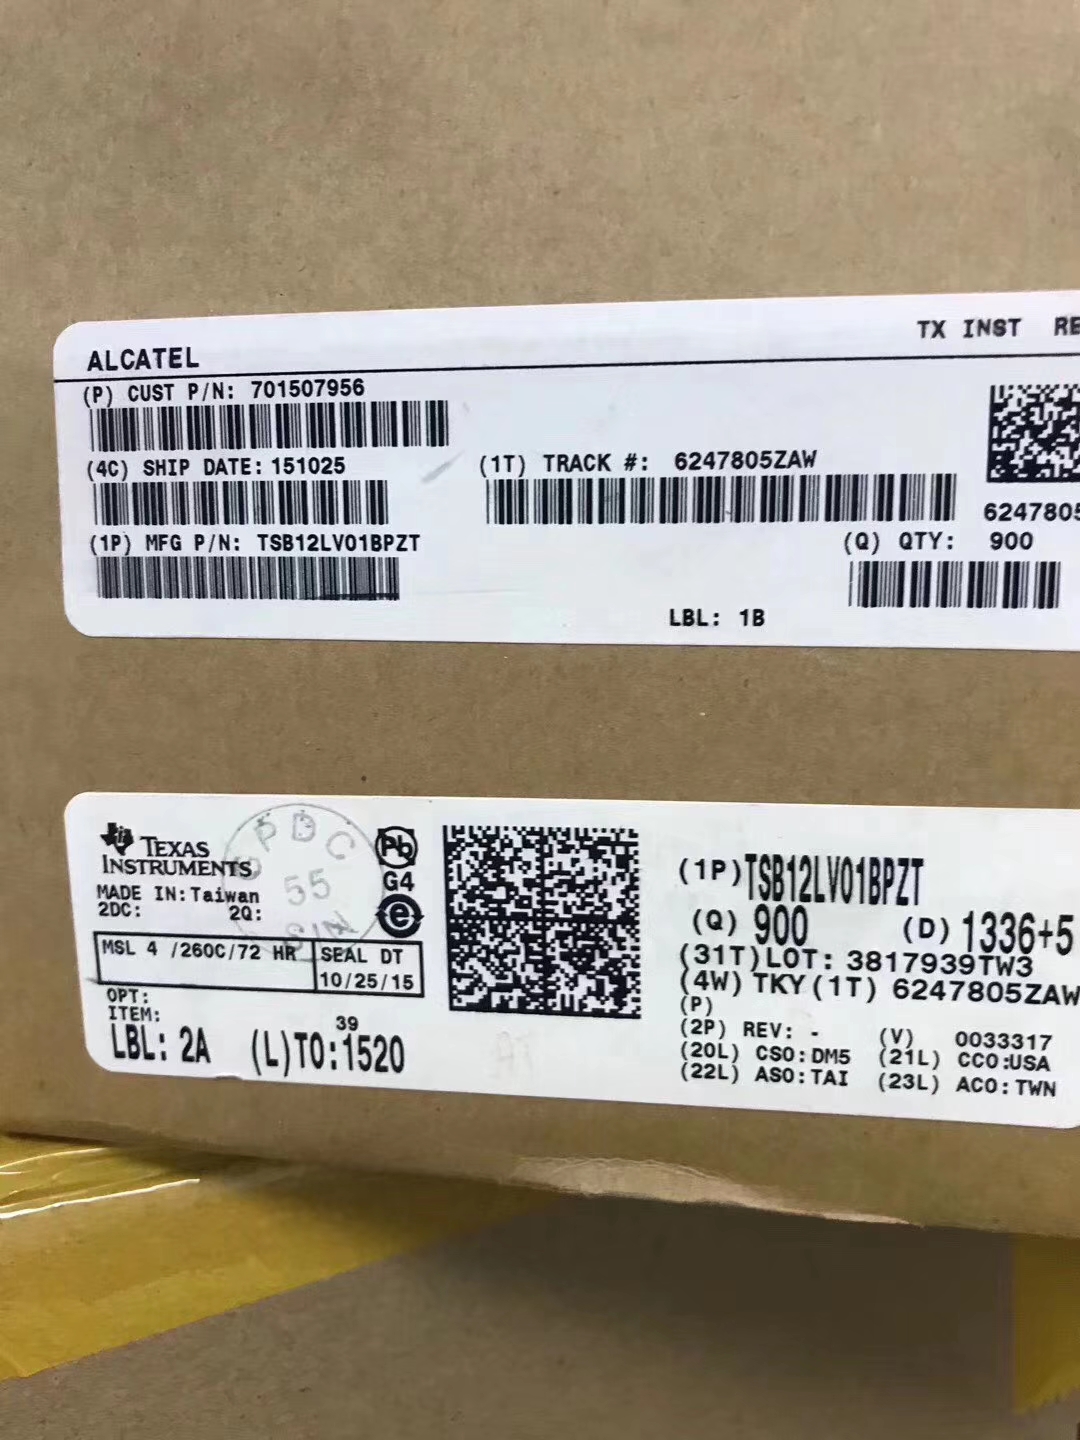 TX INST RE
ALCATEL
(P) CUST P/N: 701507956
(4C) SHIP DATE: 151025
(1T) TRACK #: 6247805ZAW
6247805
(1P) MFG P/N: TSB12LV01BPZT
(Q) QTY: 900
LBL: 1B
TEXAS
INSTRUMENTS
MADE IN: Taiwan
2DC: 2Q:
MSL 4 /260C/72 HR
SEAL DT
10/25/15
OPT:
ITEM:
39
LBL: 2A (L)TO:1520
PDC
55
SIN
Pb
G4
e
(1P)TSB12LV01BPZT
(Q) 900 (D) 1336+5
(31T)LOT: 3817939TW3
(4W) TKY(1T) 6247805ZAW
(P)
(2P) REV: - (V) 0033317
(20L) CSO:DM5 (21L) CCO:USA
(22L) ASO:TAI (23L) ACO:TWN